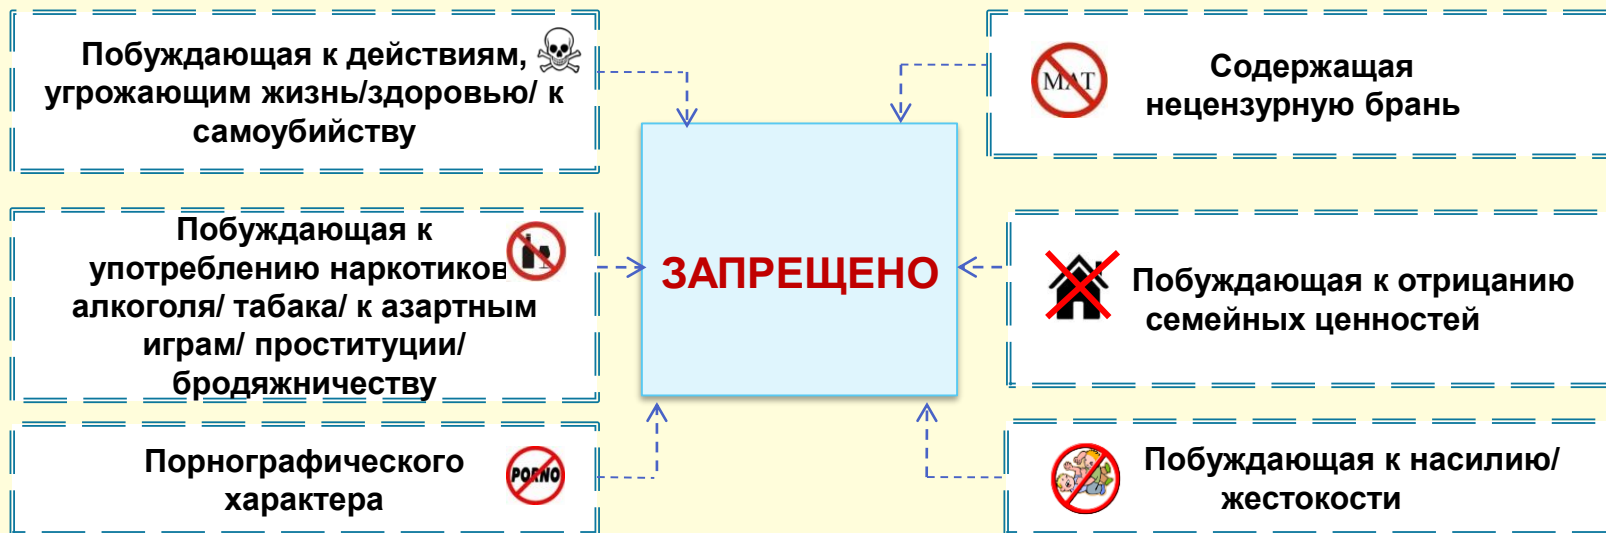 Побуждающая к действиям,
угрожающим жизнь/здоровью/ к
самоубийству
Побуждающая к
употреблению наркотиков
алкоголя/ табака/ к азартным
играм/ проституции/
бродяжничеству
Порнографического
характера
PORNO
ЗАПРЕЩЕНО
МАТ
Содержащая
нецензурную брань
Побуждающая к отрицанию
семейных ценностей
Побуждающая к насилию/
жестокости